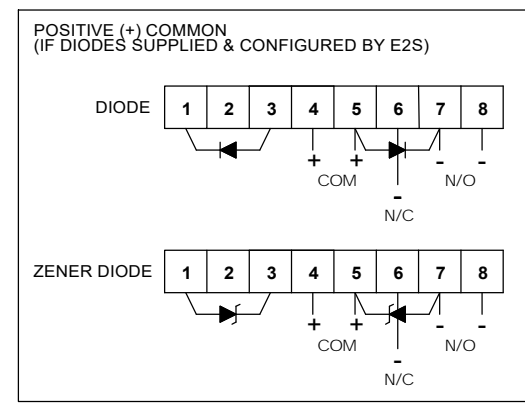 POSITIVE (+) COMMON
(IF DIODES SUPPLIED & CONFIGURED BY E2S)
DIODE 1 2 3 4 5 6 7 8
+ + - -
COM N/O
-
N/C
ZENER DIODE 1 2 3 4 5 6 7 8
+ + - -
COM N/O
-
N/C